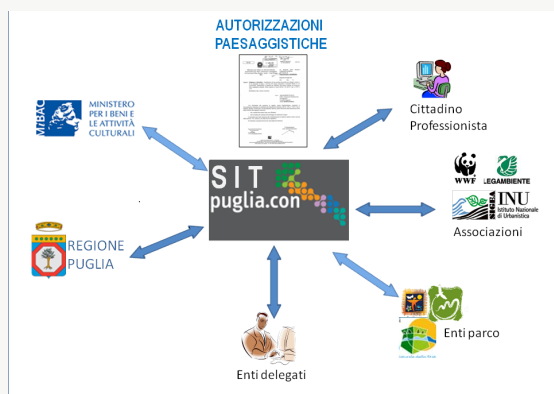 AUTORIZZAZIONI
PAESAGGISTICHE
MiBAC
MINISTERO
PER I BENI E
LE ATTIVITÀ
CULTURALI
Cittadino
Professionista
SIT
puglia.con
WWF
LEGAMBIENTE
SIGEA
INU
Istituto Nazionale
di Urbanistica
Associazioni
REGIONE
PUGLIA
Enti parco
Enti delegati